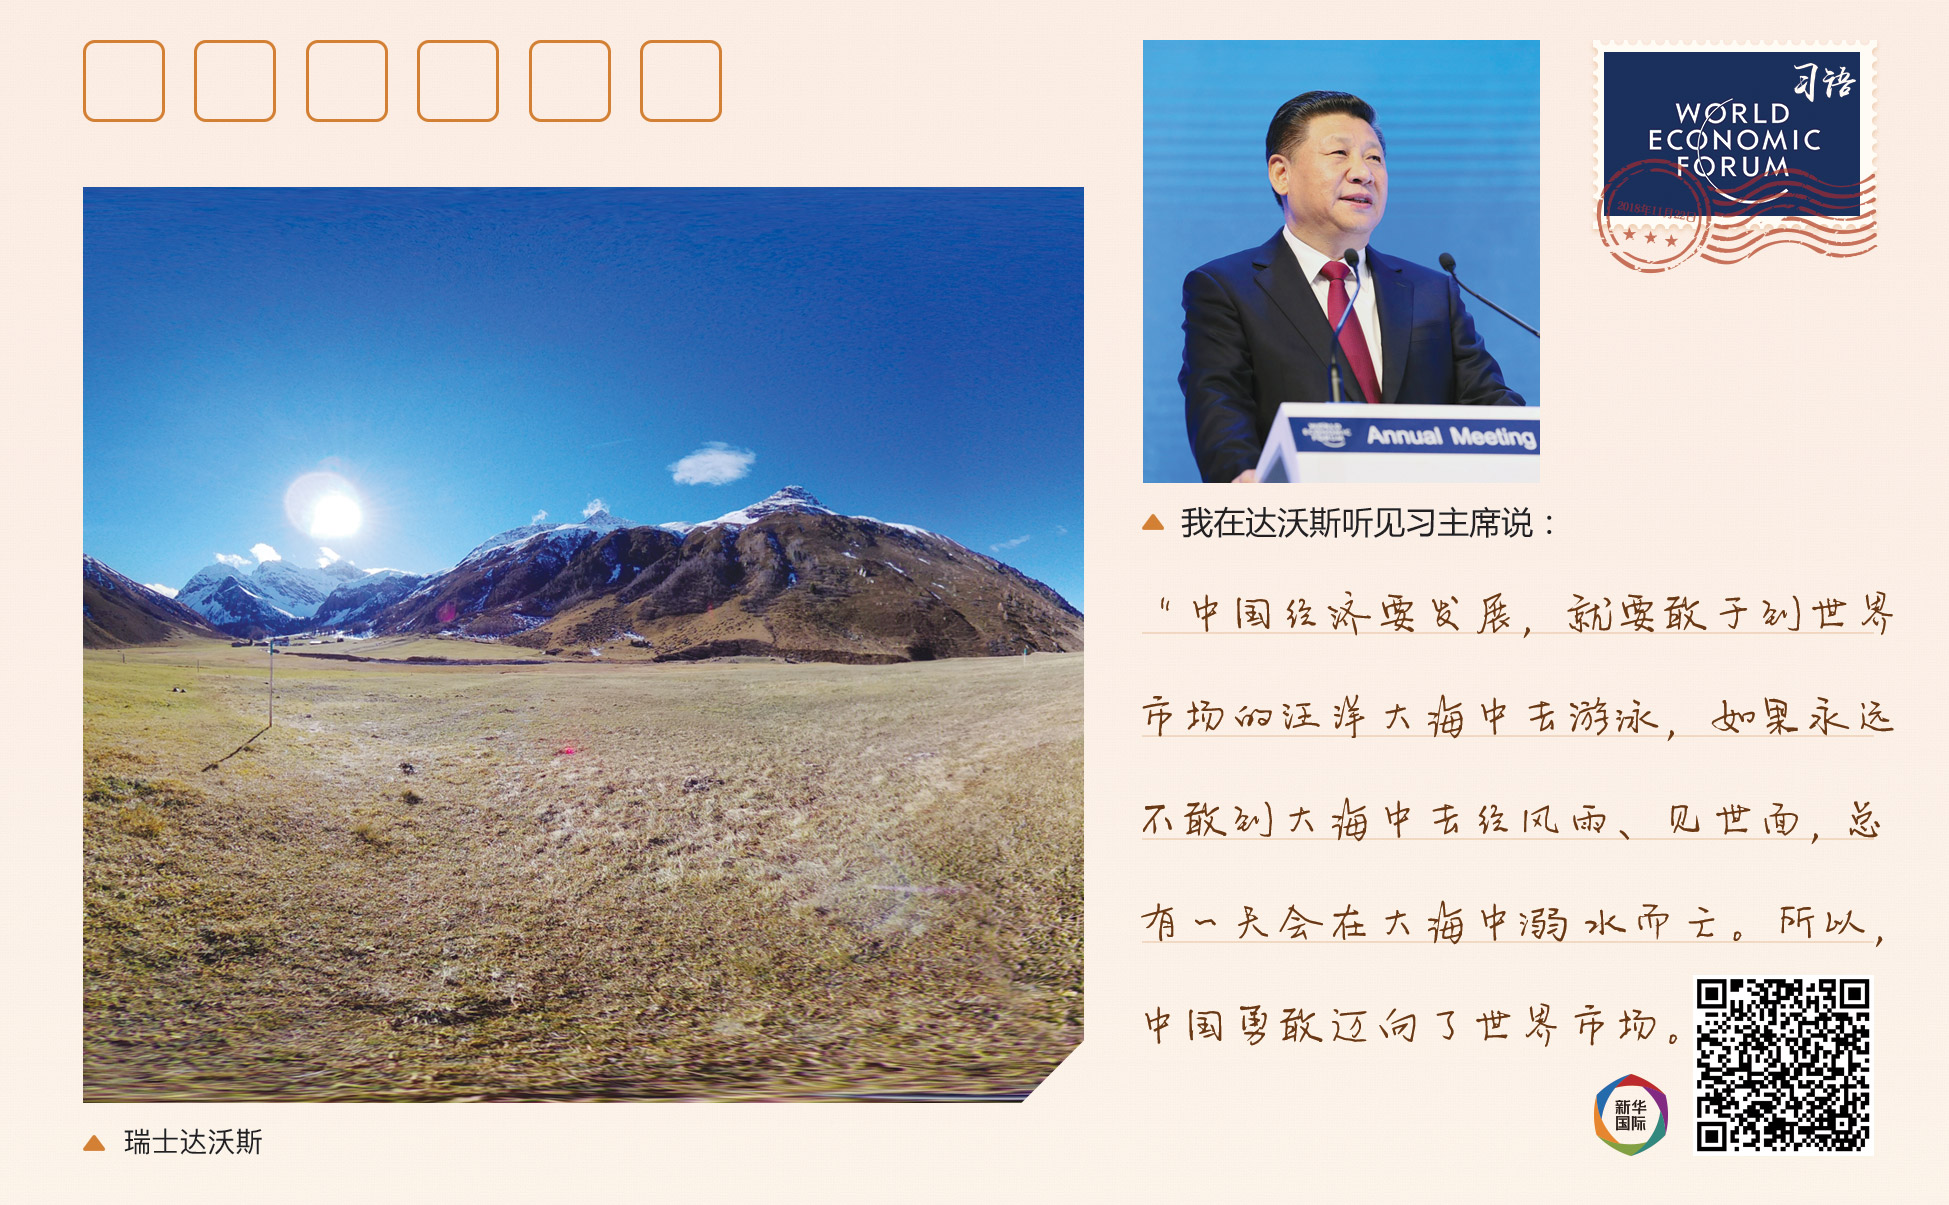 习语
WORLD
ECONOMIC
FORUM
2018年11月22日
WORLD
ECONOMIC
FORUM
Annual Meeting
我在达沃斯听见习主席说：
“中国经济要发展，就要敢于到世界
市场的汪洋大海中去游泳，如果永远
不敢到大海中去经风雨、见世面，总
有一天会在大海中溺水而亡。所以，
中国勇敢迈向了世界市场。
新华
国际
瑞士达沃斯